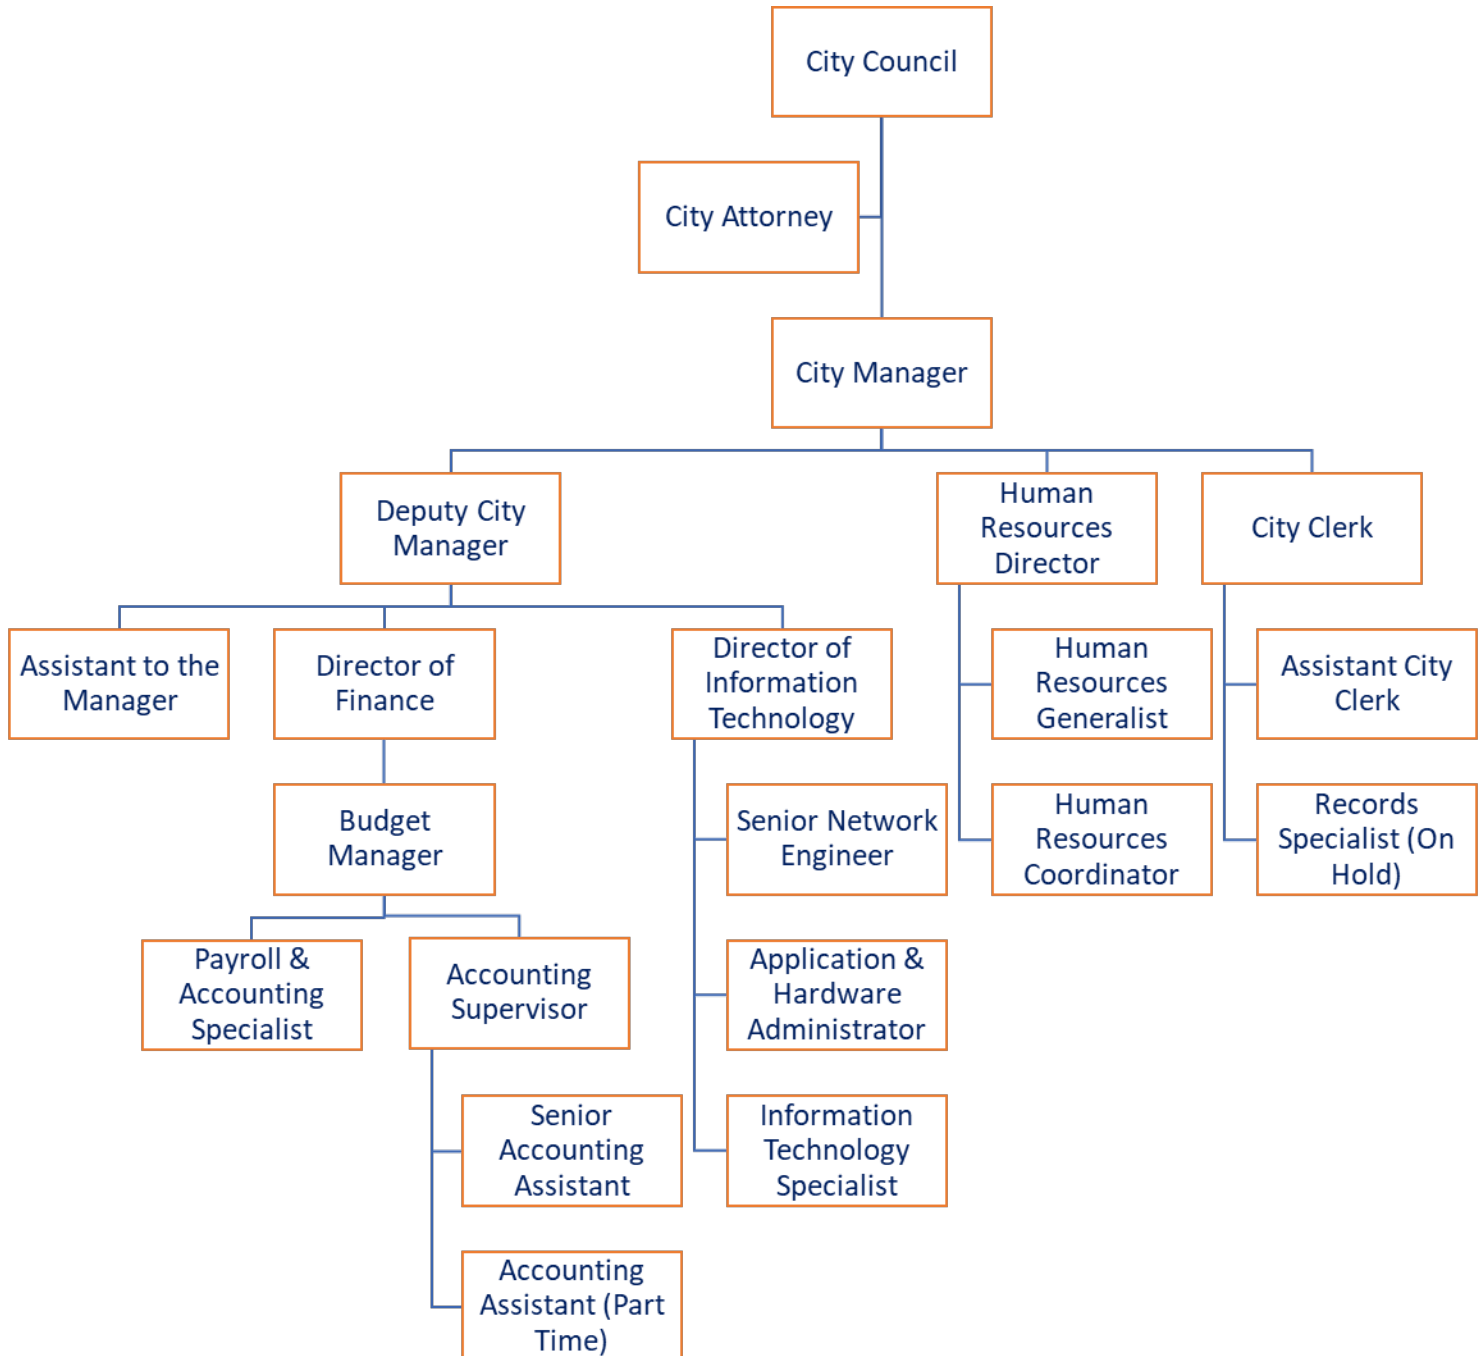 City Council
City Attorney
City Manager
Deputy City
Manager
Human
Resources
Director
City Clerk
Assistant to the
Manager
Director of
Finance
Director of
Information
Technology
Human
Resources
Generalist
Assistant City
Clerk
Budget
Manager
Senior Network
Engineer
Human
Resources
Coordinator
Records
Specialist (On
Hold)
Payroll &
Accounting
Specialist
Accounting
Supervisor
Application &
Hardware
Administrator
Senior
Accounting
Assistant
Information
Technology
Specialist
Accounting
Assistant (Part
Time)